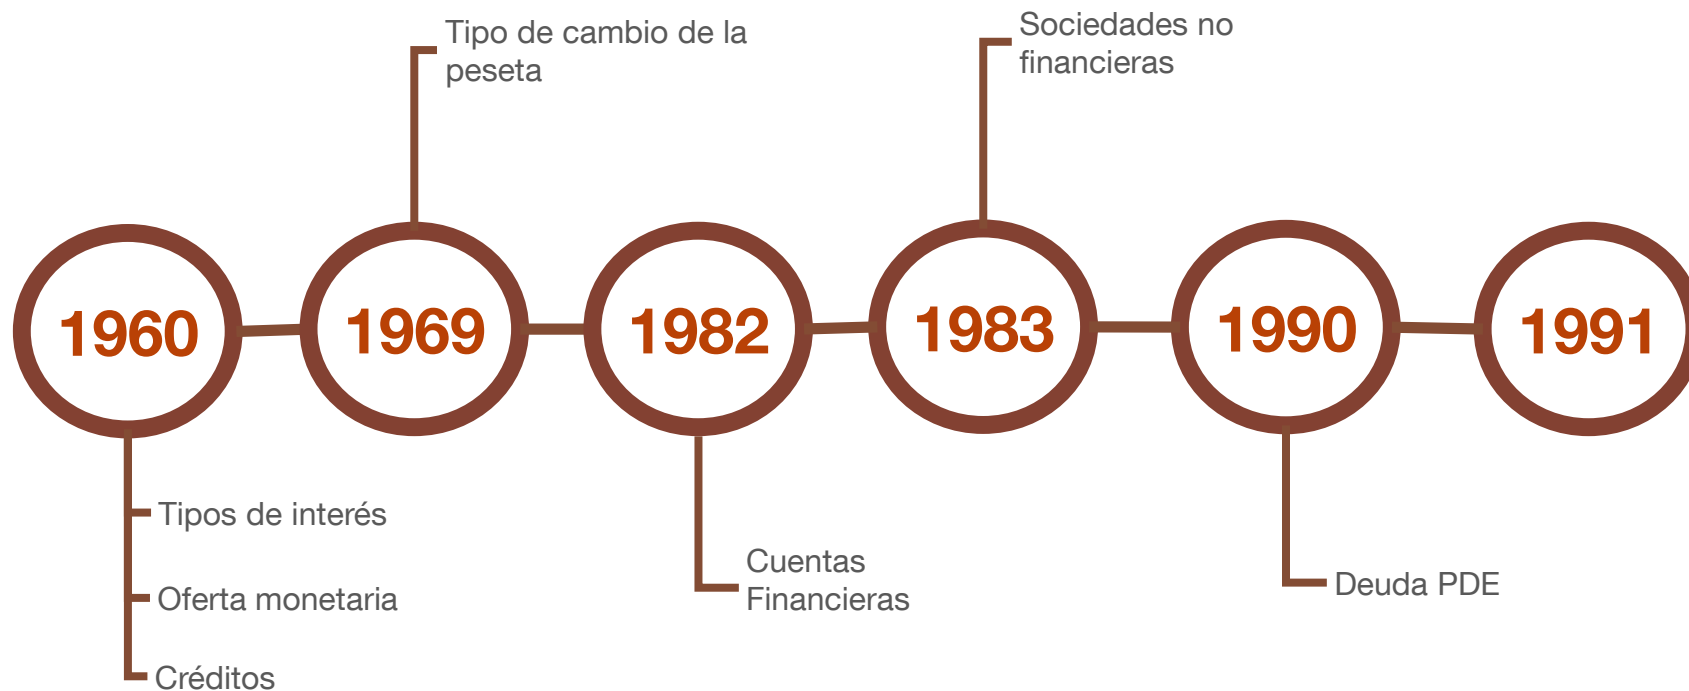 Tipo de cambio de la
peseta
Sociedades no
financieras
1960
1969
1982
1983
1990
1991
Tipos de interés
Oferta monetaria
Créditos
Cuentas
Financieras
Deuda PDE